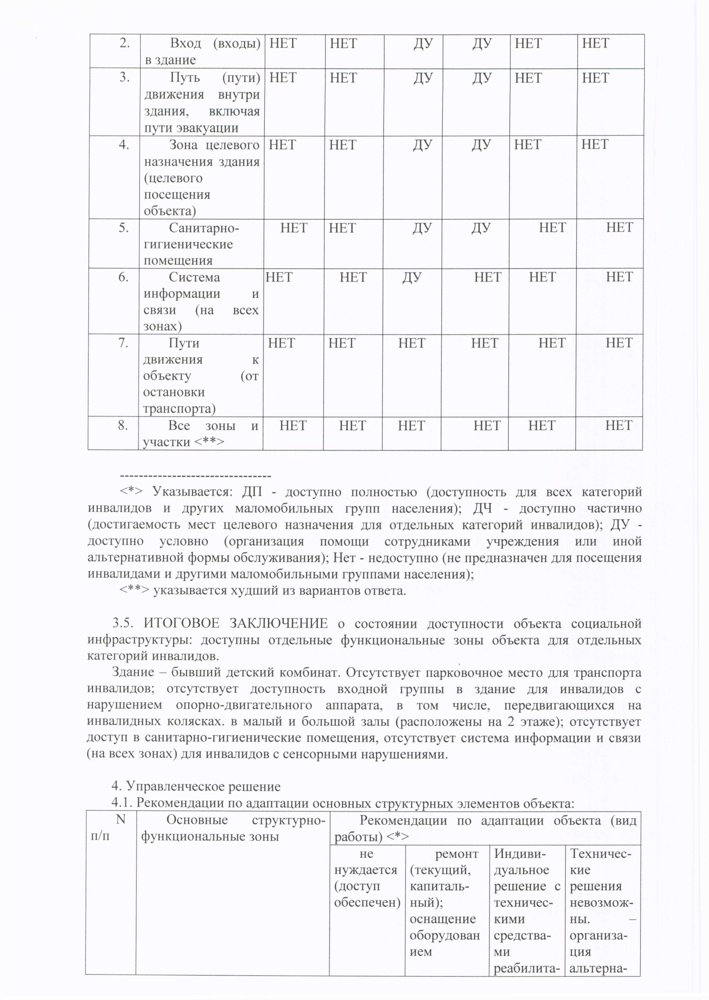 2. Вход (входы) НЕТ НЕТ ДУ ДУ НЕТ НЕТ
в здание
3. Путь (пути) НЕТ НЕТ ДУ ДУ НЕТ НЕТ
движения внутри
здания, включая
пути эвакуации
4. Зона целевого НЕТ НЕТ ДУ ДУ НЕТ НЕТ
назначения здания
(целевого
посещения
объекта)
5. Санитарно- НЕТ НЕТ ДУ ДУ НЕТ НЕТ
гигиенические
помещения
6. Система НЕТ НЕТ ДУ НЕТ НЕТ НЕТ
информации и
связи (на всех
зонах)
7. Пути НЕТ НЕТ НЕТ НЕТ НЕТ НЕТ
движения к
объекту (от
остановки
транспорта)
8. Все зоны и НЕТ НЕТ НЕТ НЕТ НЕТ НЕТ
участки <**>
--------------------------------
<*> Указывается: ДП - доступно полностью (доступность для всех категорий
инвалидов и других маломобильных групп населения); ДЧ - доступно частично
(достигаемость мест целевого назначения для отдельных категорий инвалидов); ДУ -
доступно условно (организация помощи сотрудниками учреждения или иной
альтернативной формы обслуживания); Нет - недоступно (не предназначен для посещения
инвалидами и другими маломобильными группами населения);
<**> указывается худший из вариантов ответа.
3.5. ИТОГОВОЕ ЗАКЛЮЧЕНИЕ о состоянии доступности объекта социальной
инфраструктуры: доступны отдельные функциональные зоны объекта для отдельных
категорий инвалидов.
Здание – бывший детский комбинат. Отсутствует парковочное место для транспорта
инвалидов; отсутствует доступность входной группы в здание для инвалидов с
нарушением опорно-двигательного аппарата, в том числе, передвигающихся на
инвалидных колясках. в малый и большой залы (расположены на 2 этаже); отсутствует
доступ в санитарно-гигиенические помещения, отсутствует система информации и связи
(на всех зонах) для инвалидов с сенсорными нарушениями.
4. Управленческое решение
4.1. Рекомендации по адаптации основных структурных элементов объекта:
N
п/п
Основные структурно-
функциональные зоны
Рекомендации по адаптации объекта (вид
работы) <*>
не
нуждается
(доступ
обеспечен)
ремонт
(текущий,
капиталь-
ный);
оснащение
оборудован
ием
Индиви-
дуальное
решение с
техничес-
кими
средства-
ми
реабилита-
Техничес-
кие
решения
невозмож-
ны. –
организа-
ция
альтерна-